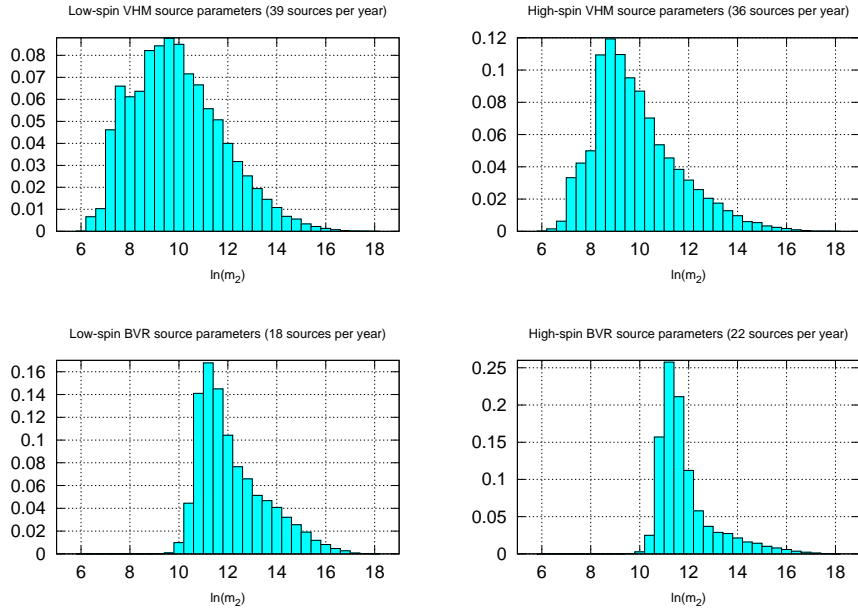 Low-spin VHM source parameters (39 sources per year)
0.08
0.07
0.06
0.05
0.04
0.03
0.02
0.01
0
6 8 10 12 14 16 18
ln(m2)
High-spin VHM source parameters (36 sources per year)
0.12
0.1
0.08
0.06
0.04
0.02
0
6 8 10 12 14 16 18
ln(m2)
Low-spin BVR source parameters (18 sources per year)
0.16
0.14
0.12
0.1
0.08
0.06
0.04
0.02
0
6 8 10 12 14 16 18
ln(m2)
High-spin BVR source parameters (22 sources per year)
0.25
0.2
0.15
0.1
0.05
0
6 8 10 12 14 16 18
ln(m2)